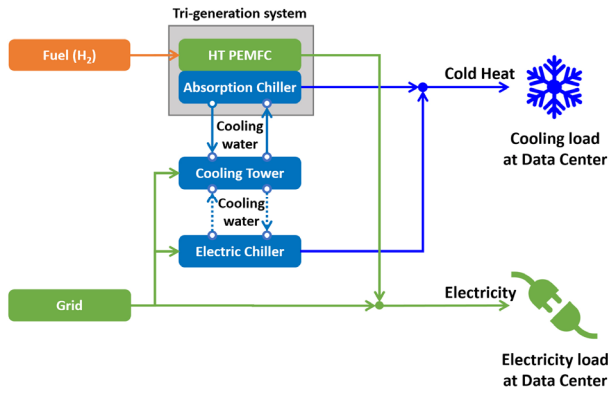 Tri-generation system
Fuel (H₂)
HT PEMFC
Absorption Chiller
Cold Heat
Cooling
water
Cooling load
at Data Center
Cooling Tower
Cooling
water
Electric Chiller
Grid
Electricity
Electricity load
at Data Center